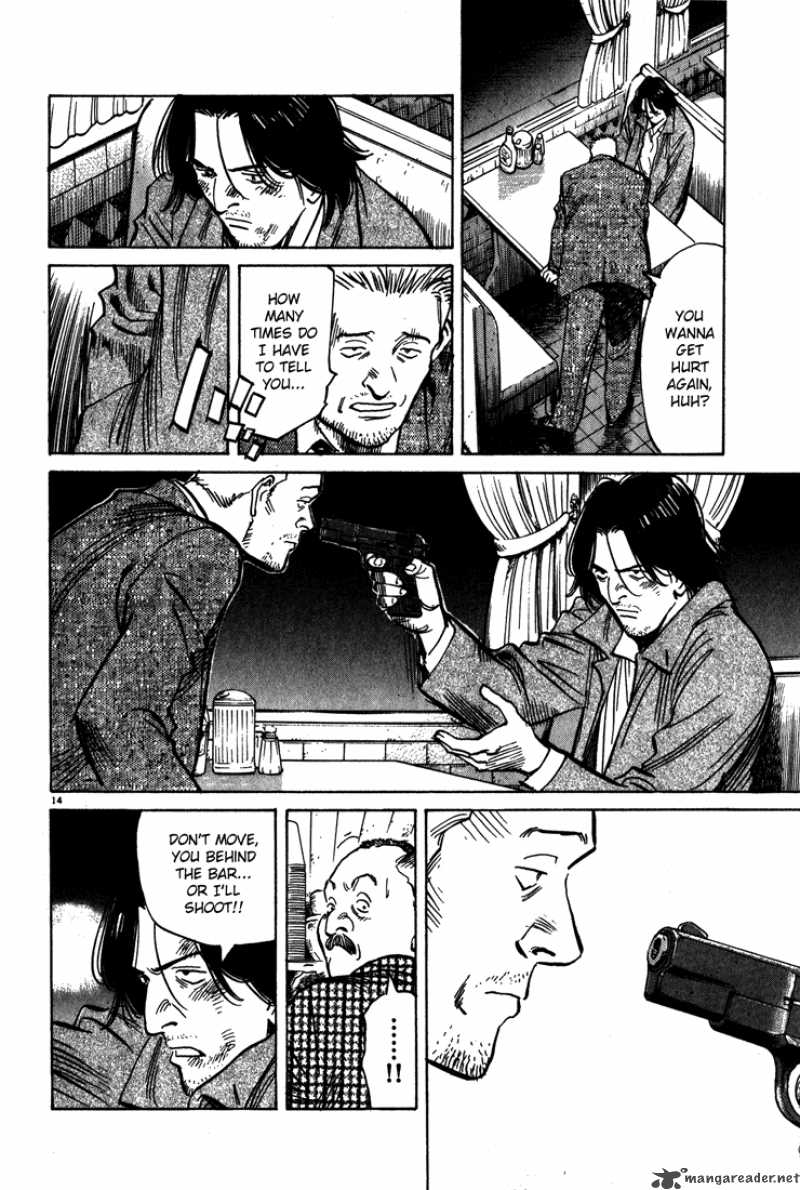 YOU
WANNA
GET
HURT
AGAIN,
HUH?
HOW
MANY
TIMES DO
I HAVE
TO TELL
YOU...
14
DON'T MOVE,
YOU BEHIND
THE BAR...
OR I'LL
SHOOT!!
......!!
mangareader.net